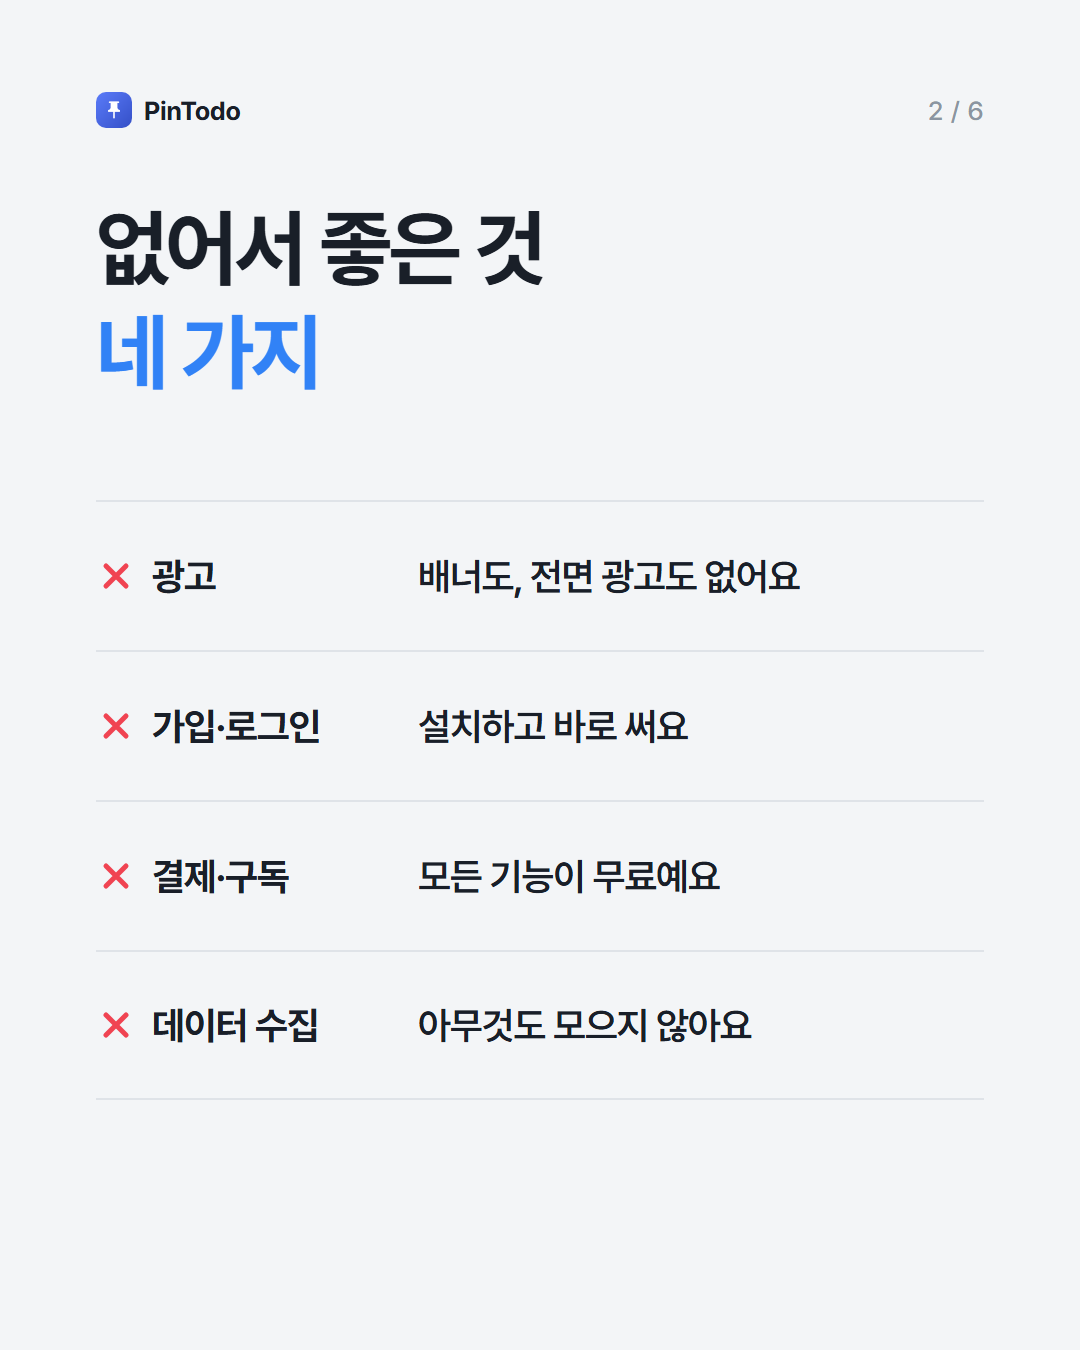 PinTodo
2 / 6
없어서 좋은 것
네 가지
광고 배너도, 전면 광고도 없어요
가입·로그인 설치하고 바로 써요
결제·구독 모든 기능이 무료예요
데이터 수집 아무것도 모으지 않아요